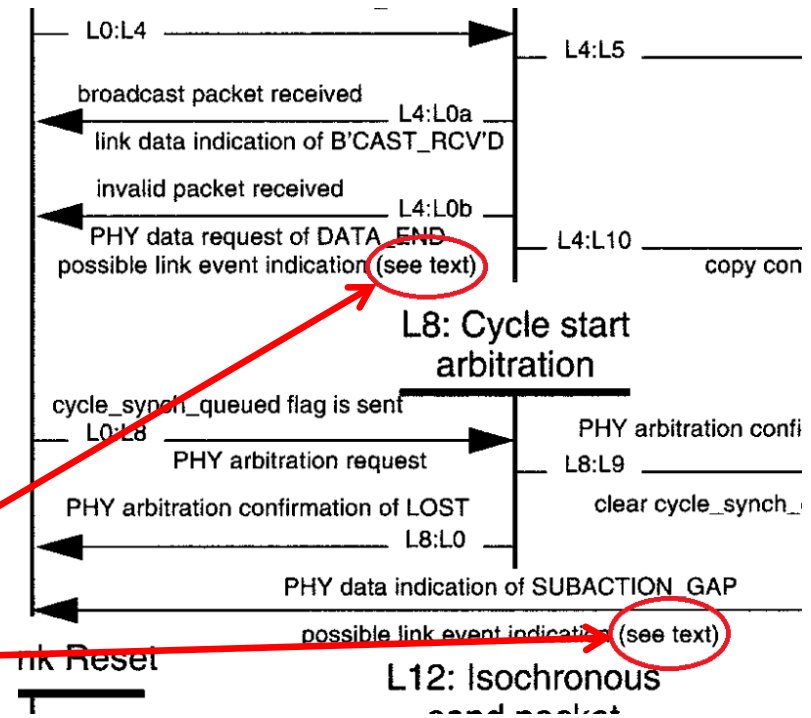 L0:L4
L4:L5
broadcast packet received
L4:L0a
link data indication of B'CAST_RCV'D
invalid packet received
L4:L0b
PHY data request of DATA_END
L4:L10
possible link event indication (see text)
copy con
L8: Cycle start
arbitration
cycle_synch_queued flag is sent
L0:L8
PHY arbitration confi
PHY arbitration request
L8:L9
PHY arbitration confirmation of LOST
clear cycle_synch_
L8:L0
PHY data indication of SUBACTION_GAP
possible link event indication (see text)
nk Reset
L12: Isochronous
send packet